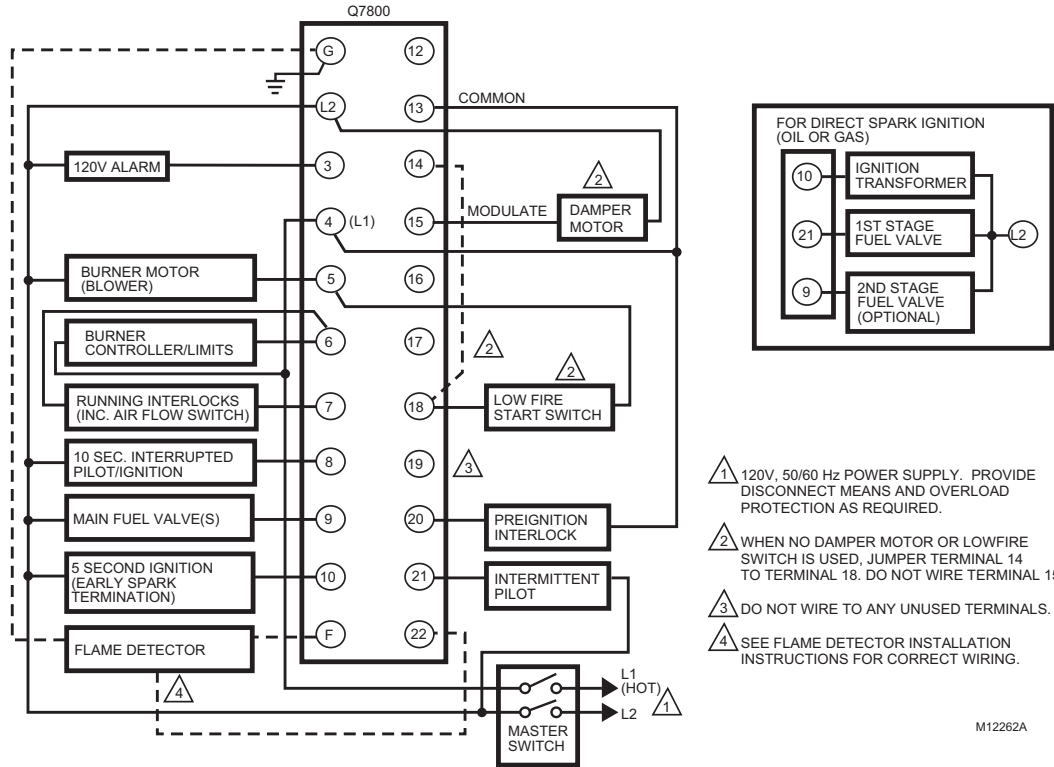 Q7800
G
12
L2
13
COMMON
120V ALARM
3
14
2
4
(L1)
15
MODULATE
DAMPER
MOTOR
BURNER MOTOR
(BLOWER)
5
16
BURNER
CONTROLLER/LIMITS
6
17
2
2
RUNNING INTERLOCKS
(INC. AIR FLOW SWITCH)
7
18
LOW FIRE
START SWITCH
10 SEC. INTERRUPTED
PILOT/IGNITION
8
19
3
MAIN FUEL VALVE(S)
9
20
PREIGNITION
INTERLOCK
5 SECOND IGNITION
(EARLY SPARK
TERMINATION)
10
21
INTERMITTENT
PILOT
FLAME DETECTOR
F
22
4
L1
(HOT)
L2
1
MASTER
SWITCH
FOR DIRECT SPARK IGNITION
(OIL OR GAS)
10
IGNITION
TRANSFORMER
21
1ST STAGE
FUEL VALVE
L2
9
2ND STAGE
FUEL VALVE
(OPTIONAL)
1 120V, 50/60 Hz POWER SUPPLY. PROVIDE
DISCONNECT MEANS AND OVERLOAD
PROTECTION AS REQUIRED.
2 WHEN NO DAMPER MOTOR OR LOWFIRE
SWITCH IS USED, JUMPER TERMINAL 14
TO TERMINAL 18. DO NOT WIRE TERMINAL 15
3 DO NOT WIRE TO ANY UNUSED TERMINALS.
4 SEE FLAME DETECTOR INSTALLATION
INSTRUCTIONS FOR CORRECT WIRING.
M12262A